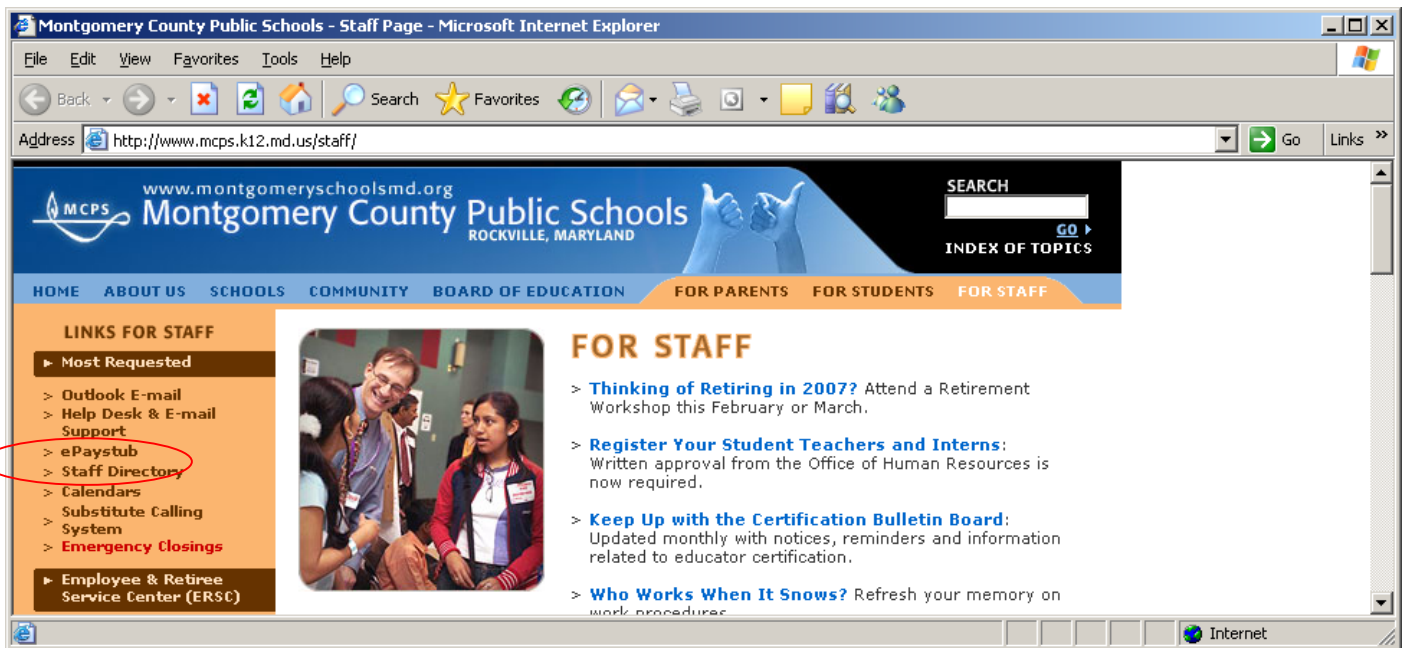 Montgomery County Public Schools - Staff Page - Microsoft Internet Explorer
File Edit View Favorites Tools Help
Back Search Favorites
Address http://www.mcps.k12.md.us/staff/ Go Links »
MCPS
www.montgomeryschoolsmd.org
Montgomery County Public Schools
ROCKVILLE, MARYLAND
SEARCH
GO
INDEX OF TOPICS
HOME ABOUT US SCHOOLS COMMUNITY BOARD OF EDUCATION FOR PARENTS FOR STUDENTS FOR STAFF
LINKS FOR STAFF
► Most Requested
> Outlook E-mail
> Help Desk & E-mail
Support
> ePaystub
> Staff Directory
> Calendars
> Substitute Calling
System
> Emergency Closings
► Employee & Retiree
Service Center (ERSC)
FOR STAFF
> Thinking of Retiring in 2007? Attend a Retirement
Workshop this February or March.
> Register Your Student Teachers and Interns:
Written approval from the Office of Human Resources is
now required.
> Keep Up with the Certification Bulletin Board:
Updated monthly with notices, reminders and information
related to educator certification.
> Who Works When It Snows? Refresh your memory on
work procedures
Internet